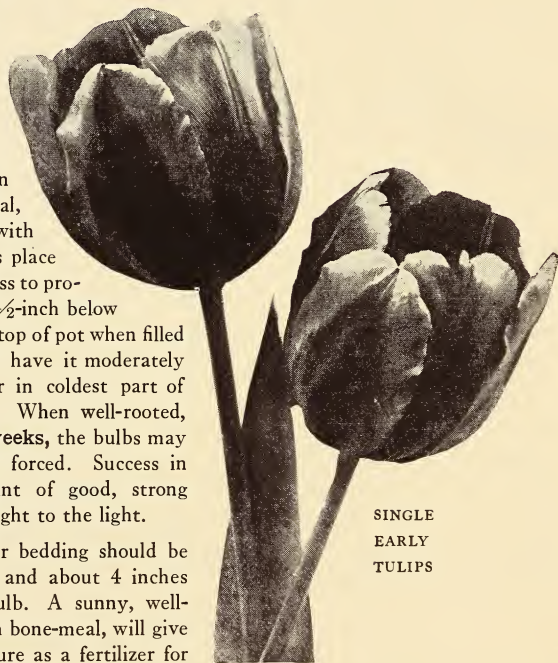 al,
with
place
ss to pro-
½-inch below
top of pot when filled
have it moderately
in coldest part of
When well-rooted,
weeks, the bulbs may
forced. Success in
of good, strong
ght to the light.
bedding should be
and about 4 inches
ulb. A sunny, well-
bone-meal, will give
ure as a fertilizer for
SINGLE
EARLY
TULIPS